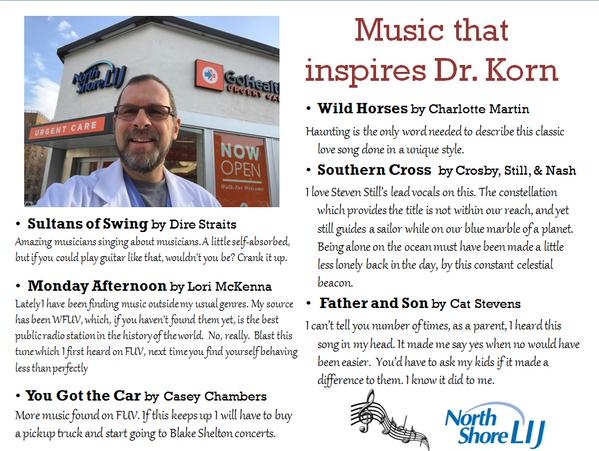 Music that
inspires Dr. Korn
North
Shore LIJ
GoHealth
URGENT CARE
NOW
OPEN
Walk-Ins Welcome
• Sultans of Swing by Dire Straits
Amazing musicians singing about musicians. A little self-absorbed,
but if you could play guitar like that, wouldn't you be? Crank it up.
• Monday Afternoon by Lori McKenna
Lately I have been finding music outside my usual genres. My source
has been WFUV, which, if you haven't found them yet, is the best
public radio station in the history of the world. No, really. Blast this
tune which I first heard on FUV, next time you find yourself behaving
less than perfectly
• You Got the Car by Casey Chambers
More music found on FUV. If this keeps up I will have to buy
a pickup truck and start going to Blake Shelton concerts.
• Wild Horses by Charlotte Martin
Haunting is the only word needed to describe this classic
love song done in a unique style.
• Southern Cross by Crosby, Still, & Nash
I love Steven Still's lead vocals on this. The constellation
which provides the title is not within our reach, and yet
still guides a sailor while on our blue marble of a planet.
Being alone on the ocean must have been made a little
less lonely back in the day, by this constant celestial
beacon.
• Father and Son by Cat Stevens
I can't tell you number of times, as a parent, I heard this
song in my head. It made me say yes when no would have
been easier. You'd have to ask my kids if it made a
difference to them. I know it did to me.
North
Shore LIJ